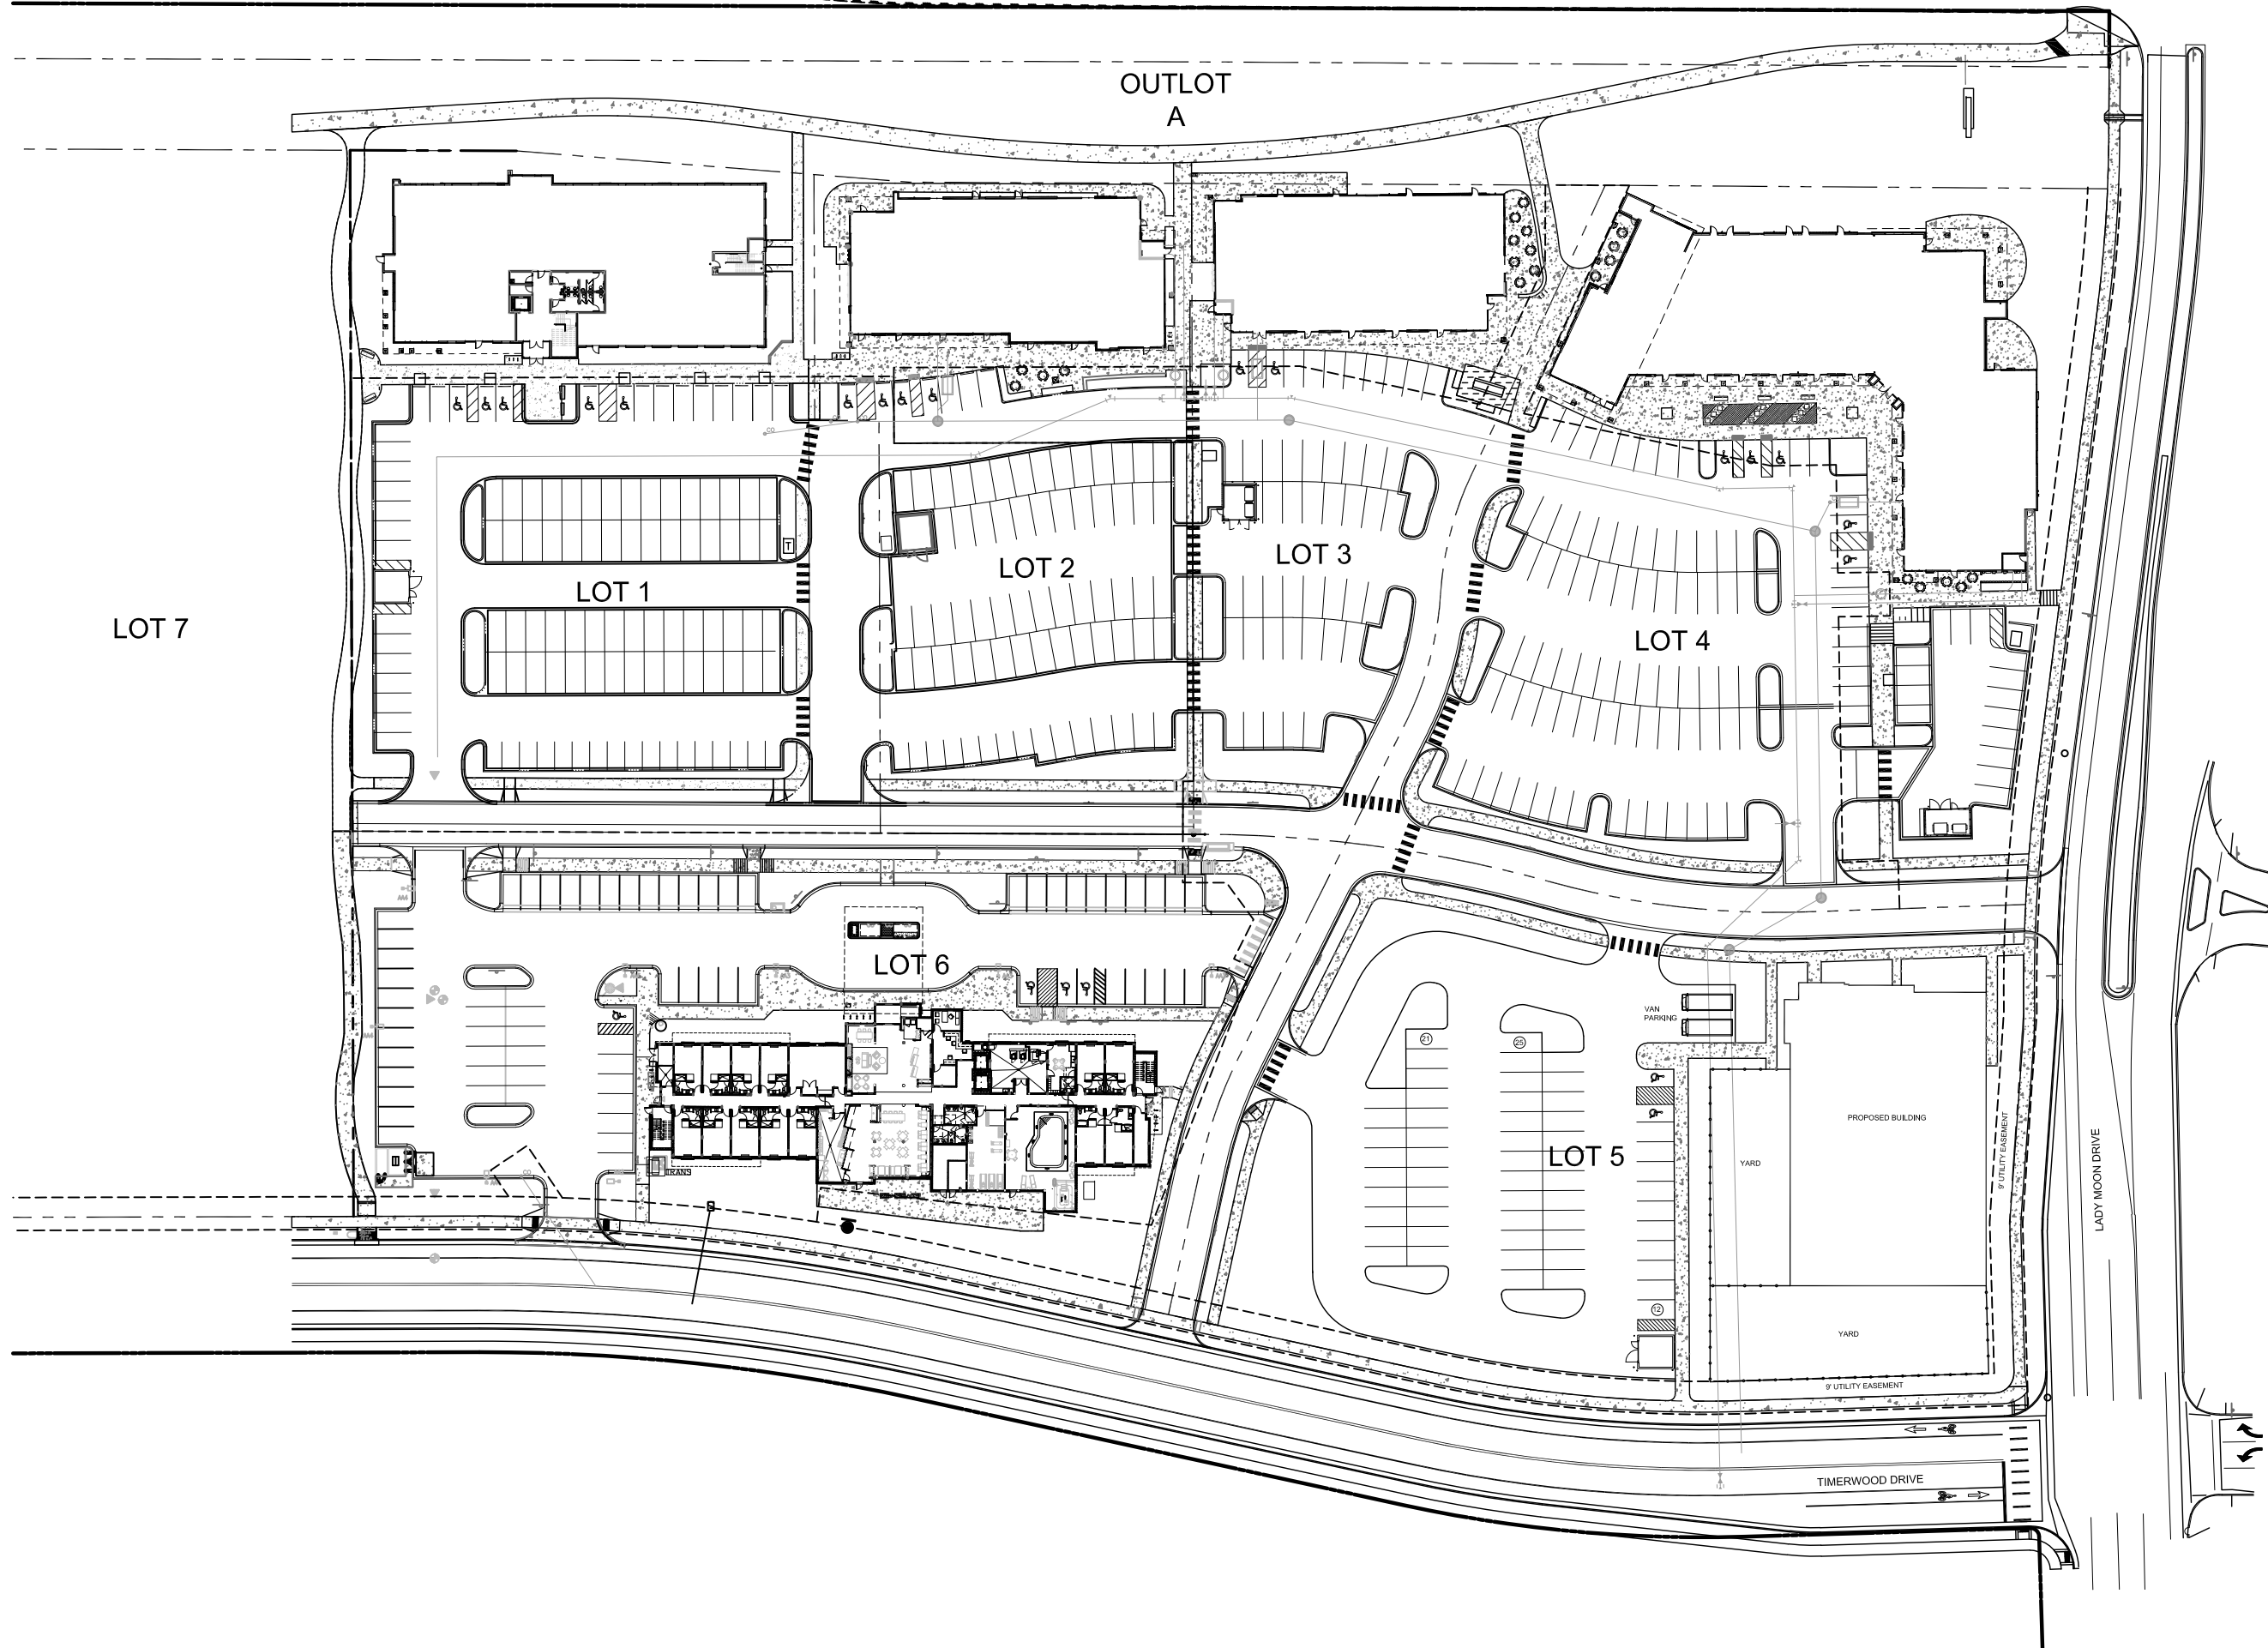 OUTLOT
A
LOT 1
LOT 2
LOT 3
LOT 4
LOT 7
T
CO
LOT 6
VAN
PARKING
21
25
PROPOSED BUILDING
YARD
LOT 5
9' UTILITY EASEMENT
LADY MOON DRIVE
TRANS
12
YARD
9' UTILITY EASEMENT
TIMERWOOD DRIVE